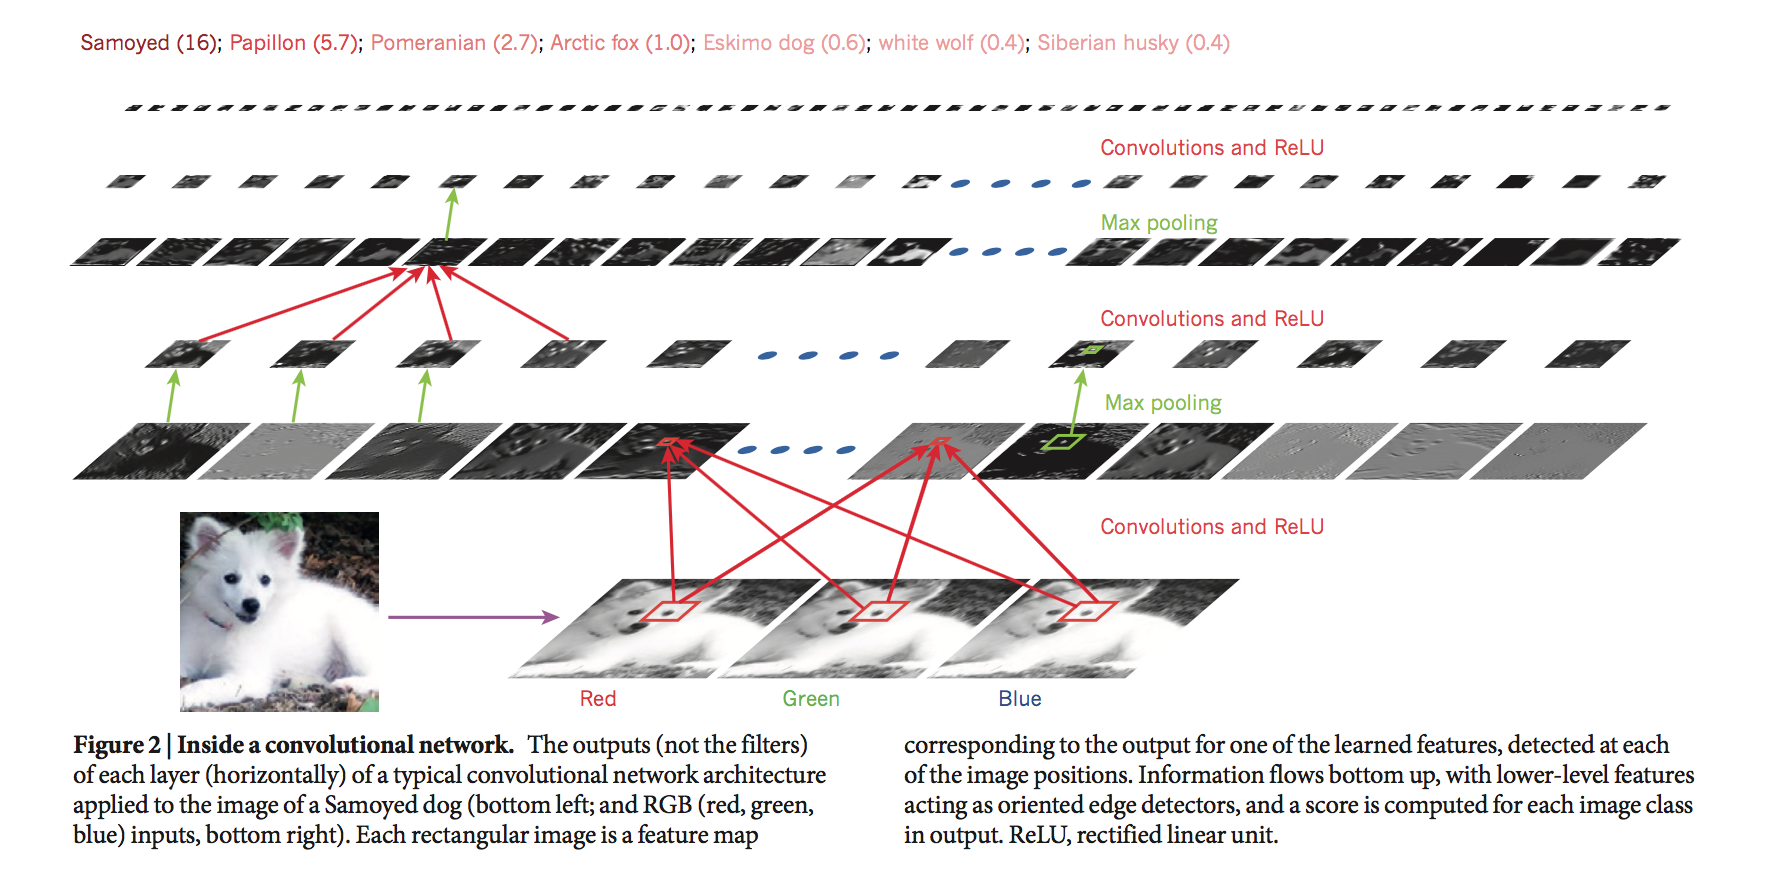 Samoyed (16); Papillon (5.7); Pomeranian (2.7); Arctic fox (1.0); Eskimo dog (0.6); white wolf (0.4); Siberian husky (0.4)
Convolutions and ReLU
Max pooling
Convolutions and ReLU
Max pooling
Convolutions and ReLU
Red
Green
Blue
Figure 2 | Inside a convolutional network. The outputs (not the filters)
of each layer (horizontally) of a typical convolutional network architecture
applied to the image of a Samoyed dog (bottom left; and RGB (red, green,
blue) inputs, bottom right). Each rectangular image is a feature map
corresponding to the output for one of the learned features, detected at each
of the image positions. Information flows bottom up, with lower-level features
acting as oriented edge detectors, and a score is computed for each image class
in output. ReLU, rectified linear unit.